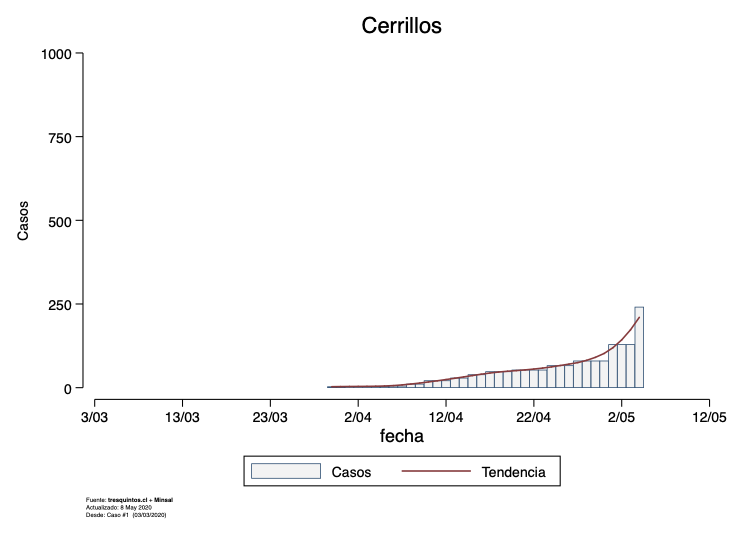 Cerrillos
1000
750
500
250
0
Casos
3/03 13/03 23/03 2/04 12/04 22/04 2/05 12/05
fecha
Casos Tendencia
Fuente: tresquintos.cl + Minsal
Actualizado: 8 May 2020
Desde: Caso #1 (03/03/2020)